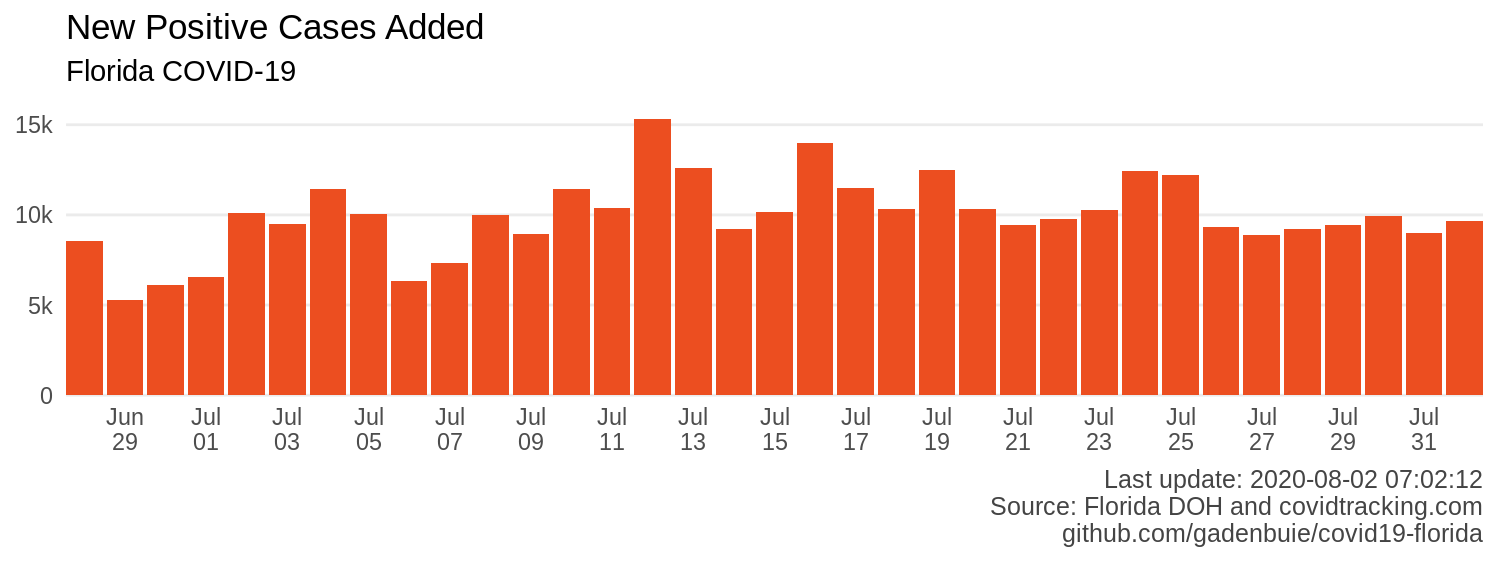 New Positive Cases Added
Florida COVID-19
15k
10k
5k
0
Jun Jul Jul Jul Jul Jul Jul Jul Jul Jul Jul Jul Jul Jul Jul Jul Jul
29 01 03 05 07 09 11 13 15 17 19 21 23 25 27 29 31
Last update: 2020-08-02 07:02:12
Source: Florida DOH and covidtracking.com
github.com/gadenbuie/covid19-florida